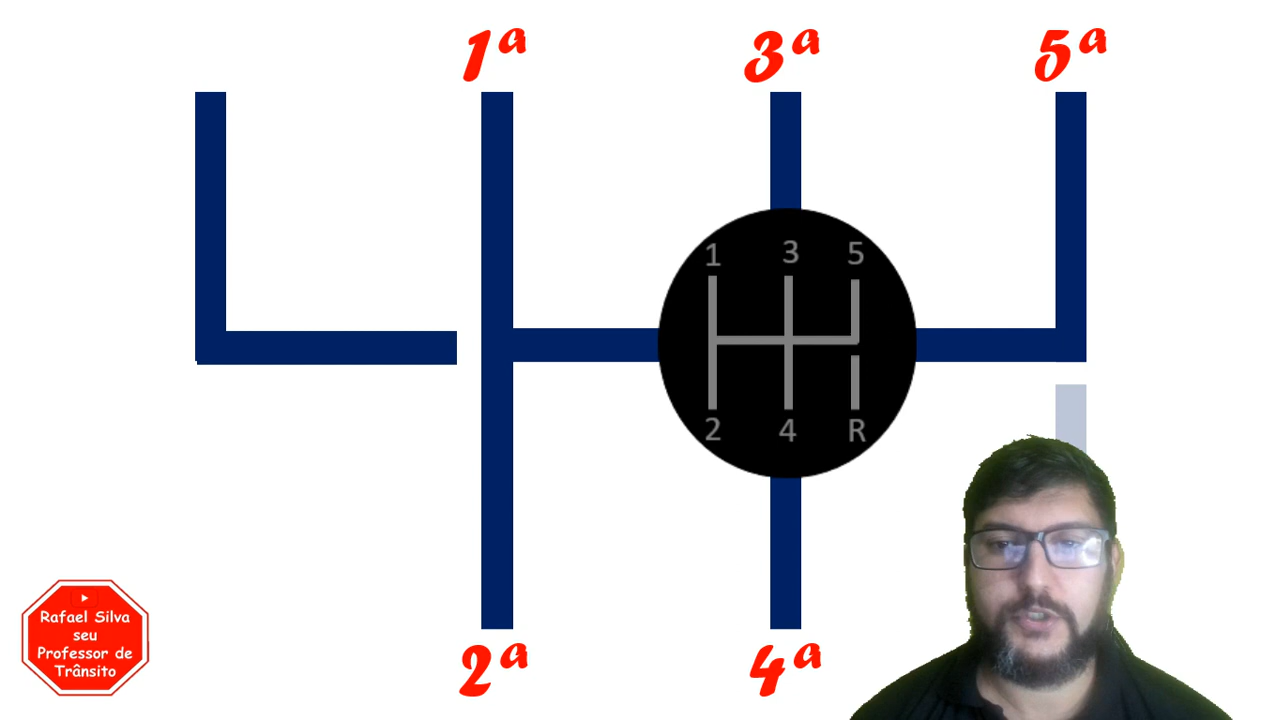 1ª
3ª
5ª
1 3 5
2 4 R
2ª
4ª
Rafael Silva
seu
Professor de
Trânsito